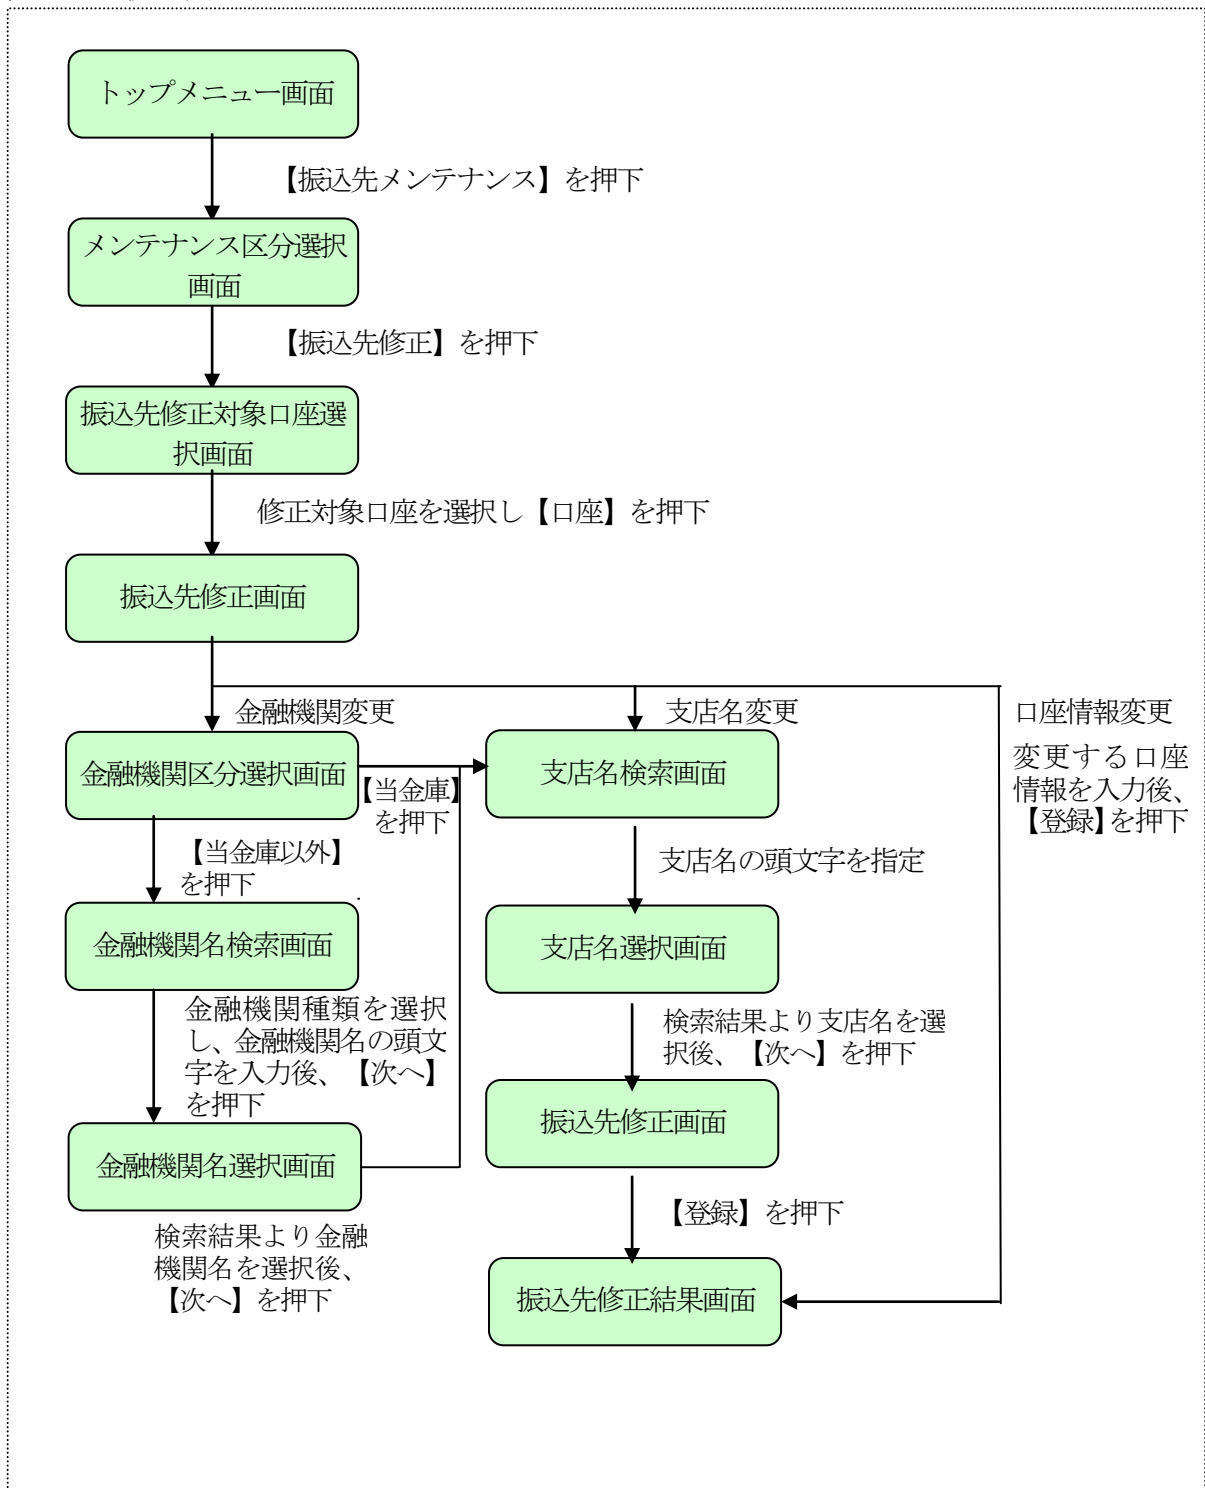 トップメニュー画面
【振込先メンテナンス】を押下
メンテナンス区分選択
画面
【振込先修正】を押下
振込先修正対象口座選
択画面
修正対象口座を選択し【口座】を押下
振込先修正画面
金融機関変更
支店名変更
口座情報変更
変更する口座
情報を入力後、
【登録】を押下
金融機関区分選択画面
【当金庫】
を押下
支店名検索画面
【当金庫以外】
を押下
支店名の頭文字を指定
金融機関名検索画面
支店名選択画面
金融機関種類を選択
し、金融機関名の頭文
字を入力後、【次へ】
を押下
検索結果より支店名を選
択後、【次へ】を押下
金融機関名選択画面
振込先修正画面
検索結果より金融
機関名を選択後、
【次へ】を押下
【登録】を押下
振込先修正結果画面